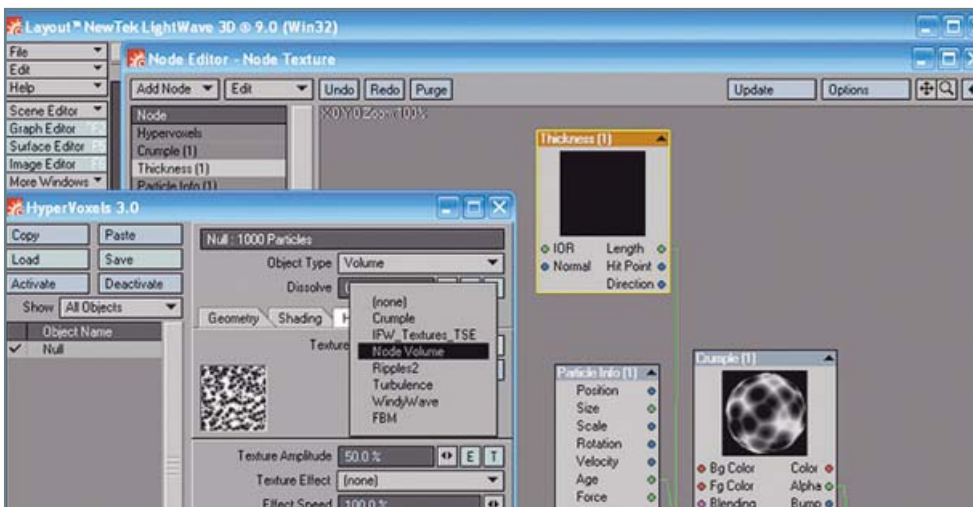 Layout™ NewTek LightWave 3D ® 9.0 (Win32)
File
Edit
Help
Scene Editor
Graph Editor
Surface Editor
Image Editor
More Windows
Node Editor - Node Texture
Add Node Edit Undo Redo Purge Update Options
X:0 Y:0 Zoom:100%
Node
Hypervoxels
Crumple (1)
Thickness (1)
Particle Info (1)
Thickness (1)
IOR Length
Normal Hit Point
Direction
HyperVoxels 3.0
Copy Paste
Load Save
Activate Deactivate
Show All Objects
Object Name
Null
Null : 1000 Particles
Object Type Volume
Dissolve
Geometry Shading
Texture
(none)
Crumple
IFW_Textures_TSE
Node Volume
Ripples2
Turbulence
WindyWave
FBM
Texture Amplitude 50.0 % E T
Texture Effect (none)
Effect Speed 100.0 %
Particle Info (1)
Position
Size
Scale
Rotation
Velocity
Age
Force
Crumple (1)
Bg Color Color
Fg Color Alpha
Blending Bump